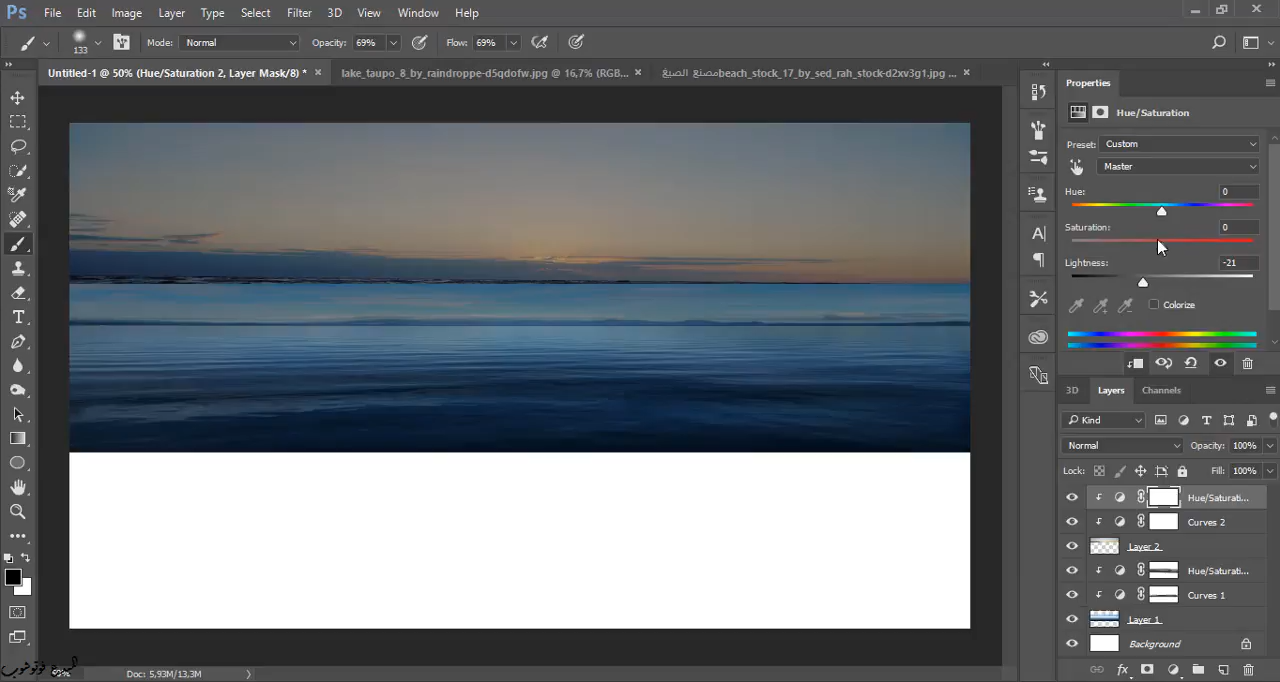 Ps File Edit Image Layer Type Select Filter 3D View Window Help
133 Mode: Normal Opacity: 69% Flow: 69%
Untitled-1 @ 50% (Hue/Saturation 2, Layer Mask/8) * × lake_taupo_8_by_raindroppe-d5qdofw.jpg @ 16,7% (RGB... × مصنع الصيغbeach_stock_17_by_sed_rah_stock-d2xv3g1.jpg ... ×
Properties
Hue/Saturation
Preset: Custom
Master
Hue: 0
Saturation: 0
Lightness: -21
Colorize
3D Layers Channels
Kind
Normal Opacity: 100%
Lock: Fill: 100%
Hue/Saturati...
Curves 2
Layer 2
Hue/Saturati...
Curves 1
Layer 1
Background
Doc: 5,93M/13,3M